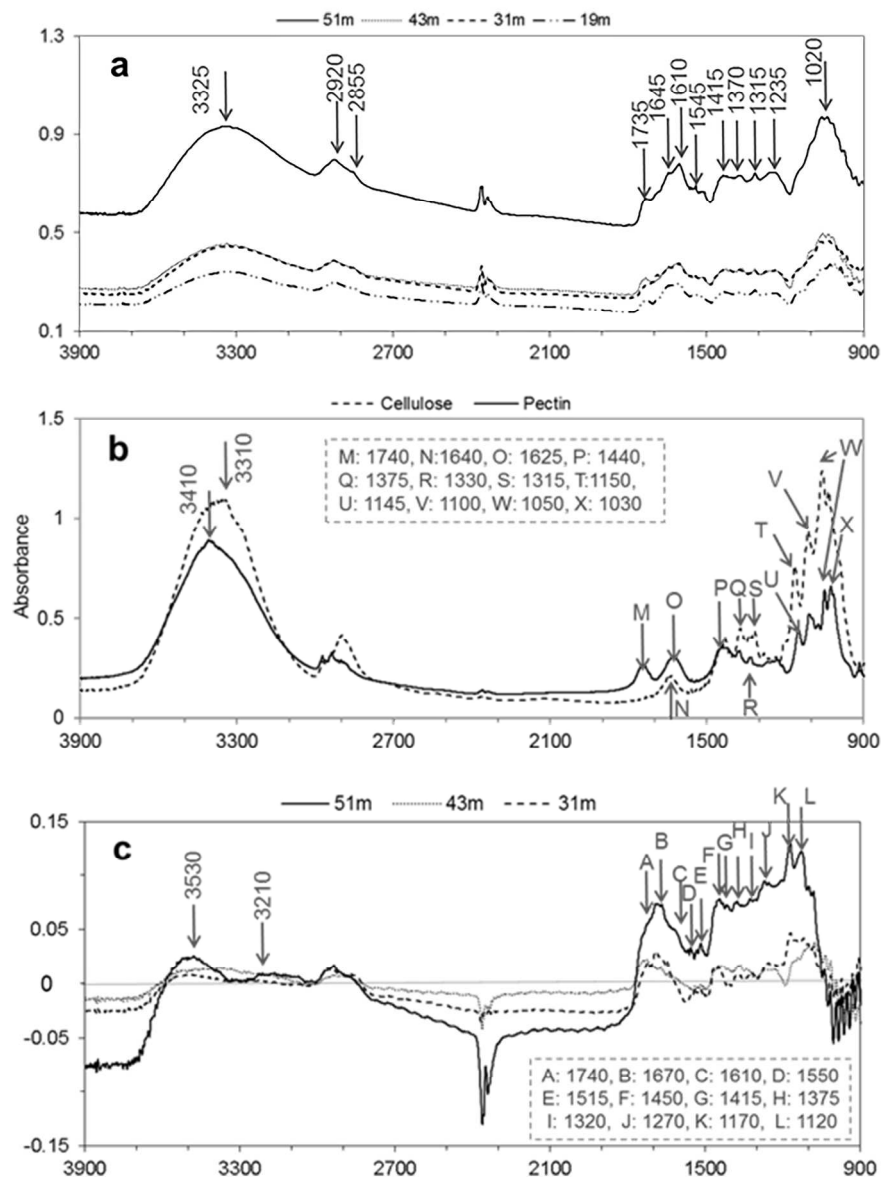 51m 43m 31m 19m
a
1.3
0.9
0.5
0.1
3325
2920
2855
1735
1645
1610
1545
1415
1370
1315
1235
1020
3900 3300 2700 2100 1500 900
Cellulose Pectin
b
Absorbance
1.5
1
0.5
0
3410
3310
M: 1740, N:1640, O: 1625, P: 1440,
Q: 1375, R: 1330, S: 1315, T:1150,
U: 1145, V: 1100, W: 1050, X: 1030
M
O
N
P
Q
S
R
U
T
V
W
X
3900 3300 2700 2100 1500 900
51m 43m 31m
c
0.15
0.1
0.05
0
-0.05
-0.15
3530
3210
A
B
C
D
E
F
G
H
I
J
K
L
A: 1740, B: 1670, C: 1610, D: 1550
E: 1515, F: 1450, G: 1415, H: 1375
I: 1320, J: 1270, K: 1170, L: 1120
3900 3300 2700 2100 1500 900